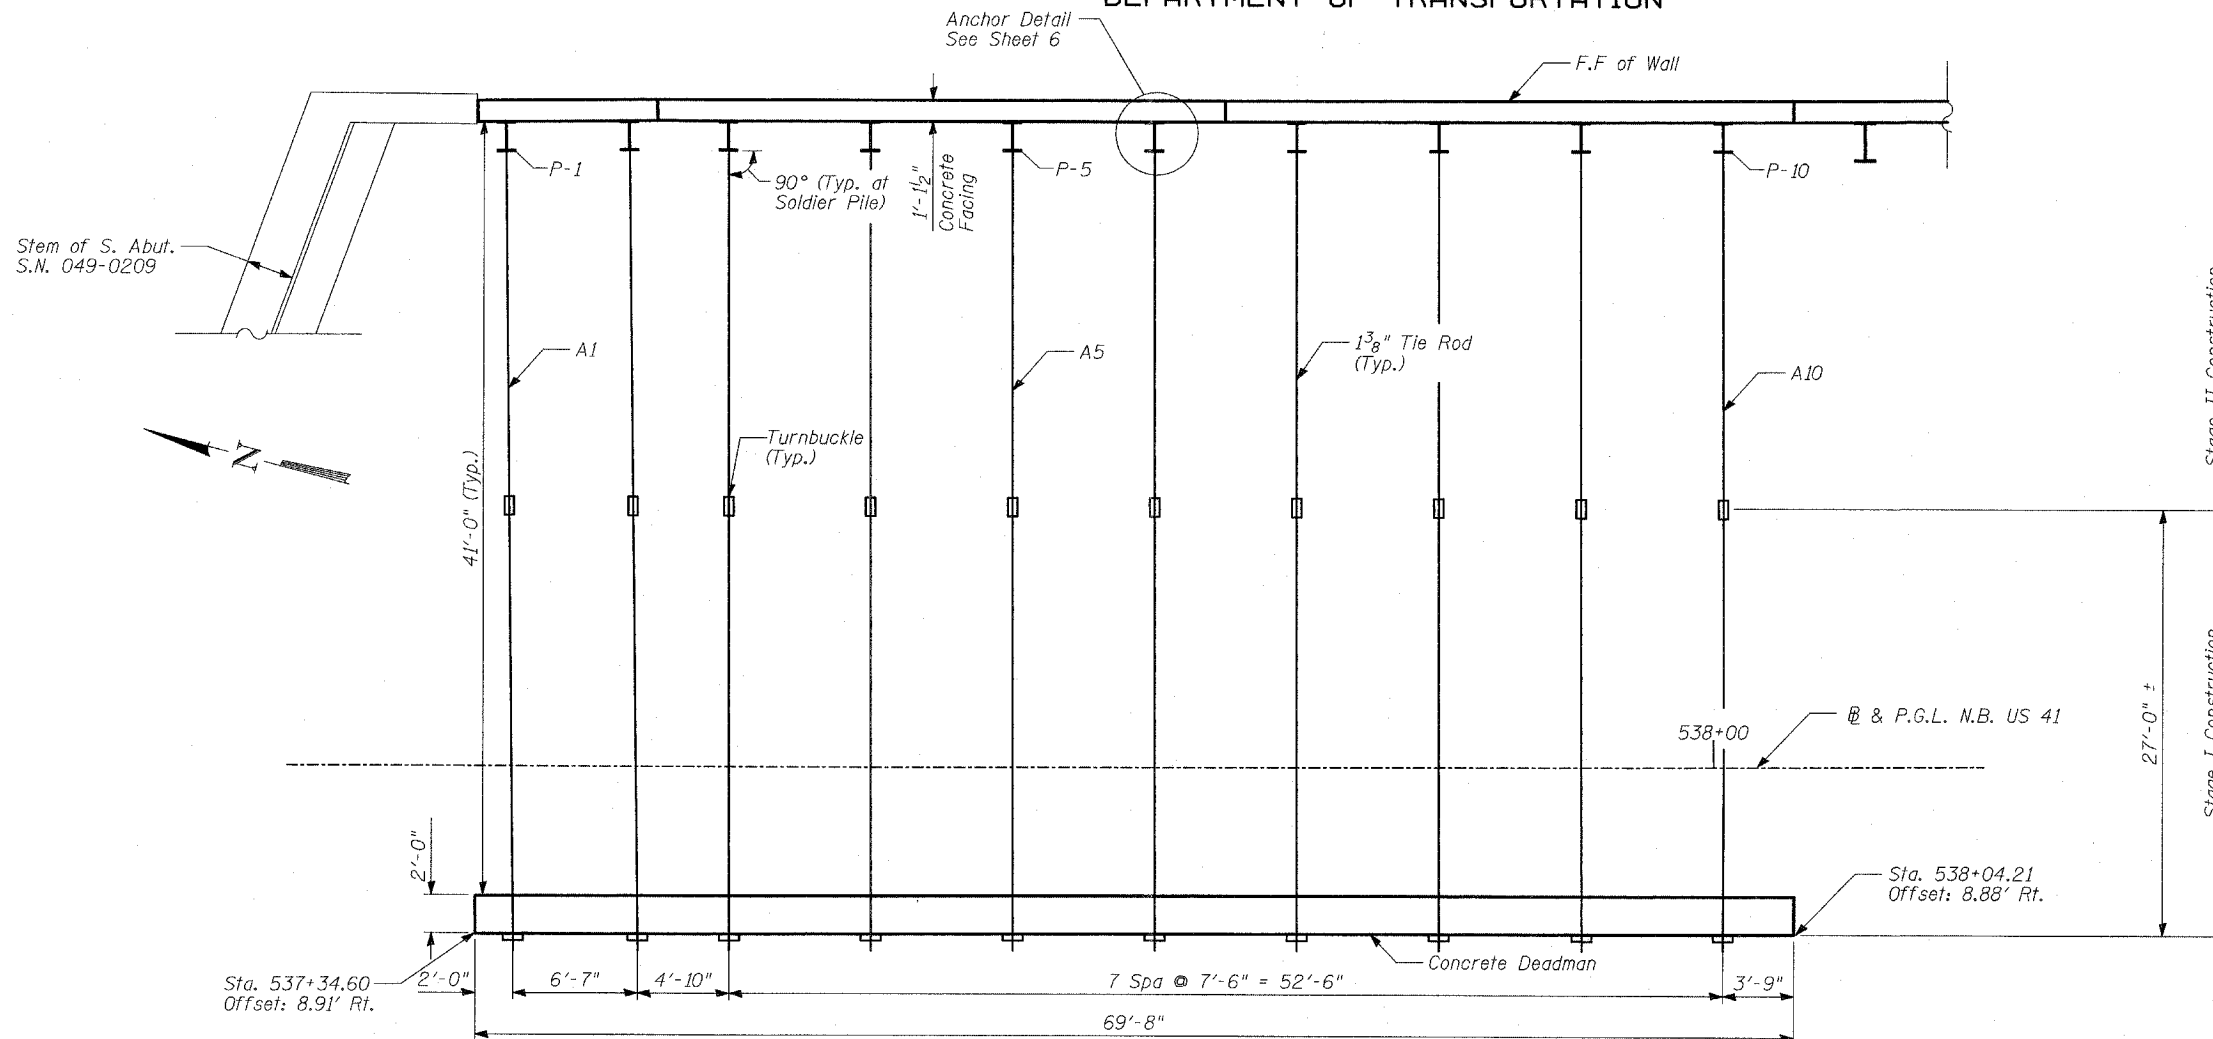 DEPARTMENT OF TRANSPORTATION
Anchor Detail
See Sheet 6
F.F of Wall
P-1
90° (Typ. at
Soldier Pile)
1'-1½"
Concrete
Facing
P-5
P-10
Stem of S. Abut.
S.N. 049-0209
A1
A5
1⅜" Tie Rod
(Typ.)
A10
Stage II Construction
N
Turnbuckle
(Typ.)
41'-0" (Typ.)
℄ & P.G.L. N.B. US 41
538+00
27'-0" ±
Stage I Construction
2'-0"
Sta. 538+04.21
Offset: 8.88' Rt.
Sta. 537+34.60
Offset: 8.91' Rt.
2'-0"
6'-7"
4'-10"
7 Spa @ 7'-6" = 52'-6"
Concrete Deadman
3'-9"
69'-8"